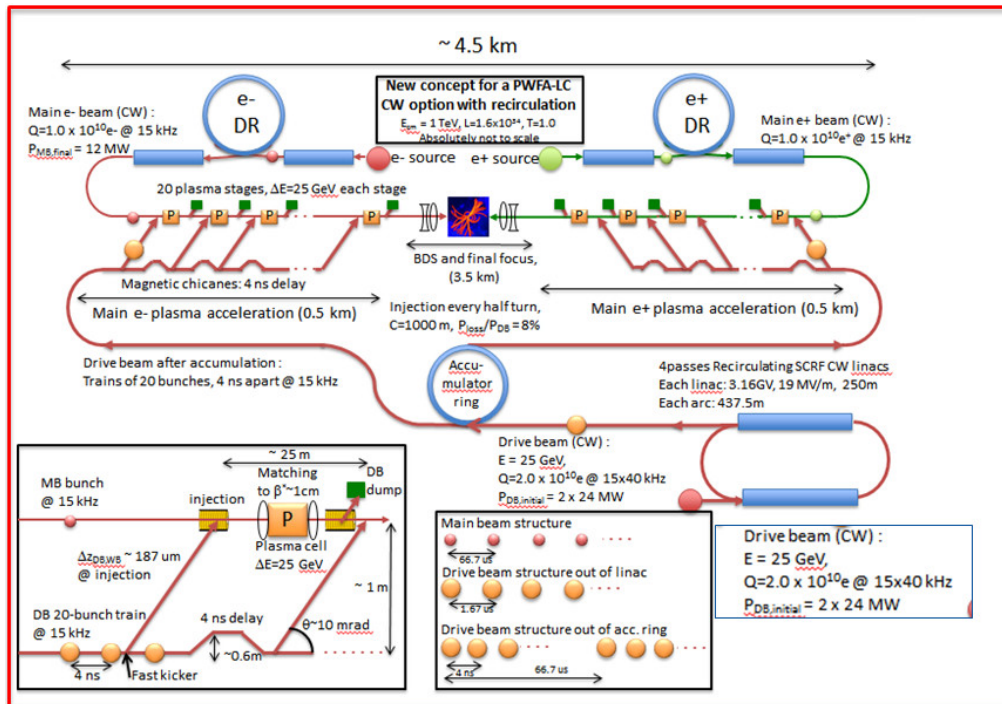 ~ 4.5 km
New concept for a PWFA-LC
CW option with recirculation
E_cm = 1 TeV, L=1.6x10³⁴, T=1.0
Absolutely not to scale
e-
DR
e+
DR
Main e- beam (CW) :
Q=1.0 x 10¹⁰e- @ 15 kHz
P_MB,final = 12 MW
Main e+ beam (CW) :
Q=1.0 x 10¹⁰e⁺ @ 15 kHz
e- source
e+ source
20 plasma stages, ΔE=25 GeV each stage
P
P
P
P
P
P
P
P
BDS and final focus,
(3.5 km)
Magnetic chicanes: 4 ns delay
Main e- plasma acceleration (0.5 km)
Injection every half turn,
C=1000 m, P_loss/P_DB = 8%
Main e+ plasma acceleration (0.5 km)
Drive beam after accumulation :
Trains of 20 bunches, 4 ns apart @ 15 kHz
Accu-
mulator
ring
4passes Recirculating SCRF CW linacs
Each linac: 3.16GV, 19 MV/m, 250m
Each arc: 437.5m
Drive beam (CW) :
E = 25 GeV,
Q=2.0 x 10¹⁰e @ 15x40 kHz
P_DB,initial = 2 x 24 MW
~ 25 m
MB bunch
@ 15 kHz
injection
Matching
to β*~1cm
DB
dump
P
Plasma cell
ΔE=25 GeV
Δz_DB,WB ~ 187 um
@ injection
~ 1 m
DB 20-bunch train
@ 15 kHz
4 ns delay
θ~10 mrad
~0.6m
4 ns
Fast kicker
Main beam structure
66.7 us
Drive beam structure out of linac
1.67 us
Drive beam structure out of acc. ring
4 ns
66.7 us
Drive beam (CW) :
E = 25 GeV,
Q=2.0 x 10¹⁰e @ 15x40 kHz
P_DB,initial = 2 x 24 MW